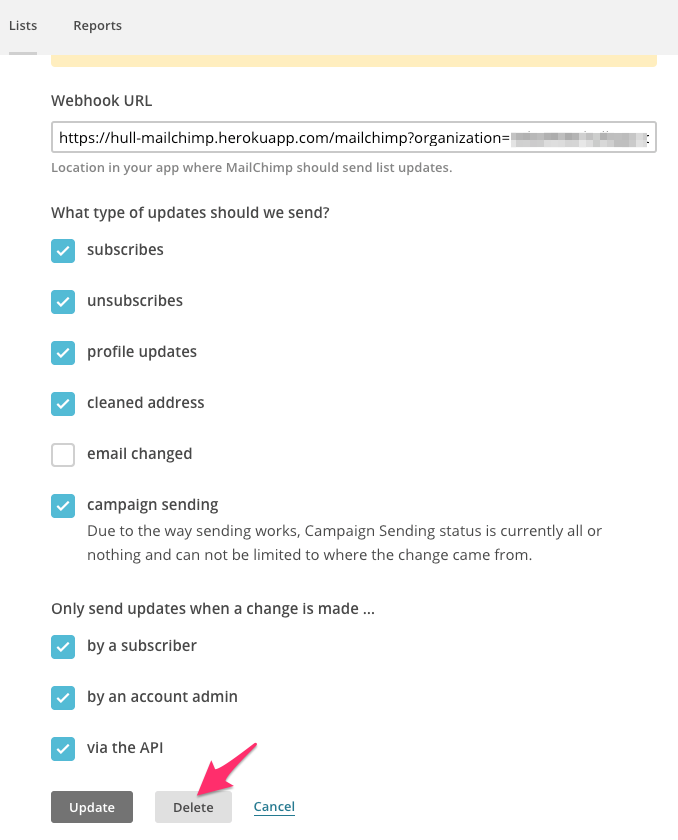 Lists Reports
Webhook URL
https://hull-mailchimp.herokuapp.com/mailchimp?organization=
Location in your app where MailChimp should send list updates.
What type of updates should we send?
subscribes
unsubscribes
profile updates
cleaned address
email changed
campaign sending
Due to the way sending works, Campaign Sending status is currently all or
nothing and can not be limited to where the change came from.
Only send updates when a change is made ...
by a subscriber
by an account admin
via the API
Update Delete Cancel